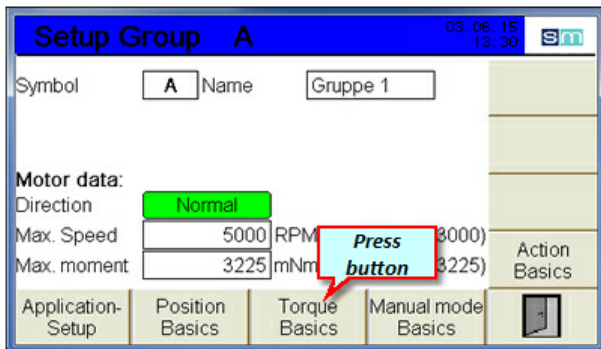 Setup Group A
03.06.15
13:30
sm
Symbol A Name Gruppe 1
Motor data:
Direction Normal
Max. Speed 5000 RPM 3000)
Max. moment 3225 mNm 3225)
Press
button
Action
Basics
Application-
Setup
Position
Basics
Torque
Basics
Manual mode
Basics